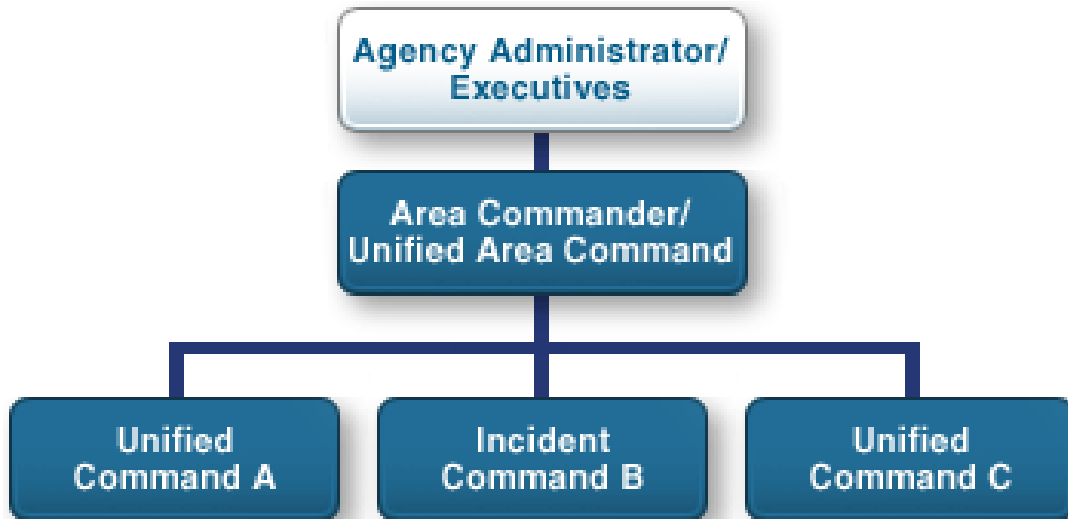 Agency Administrator/
Executives
Area Commander/
Unified Area Command
Unified
Command A
Incident
Command B
Unified
Command C